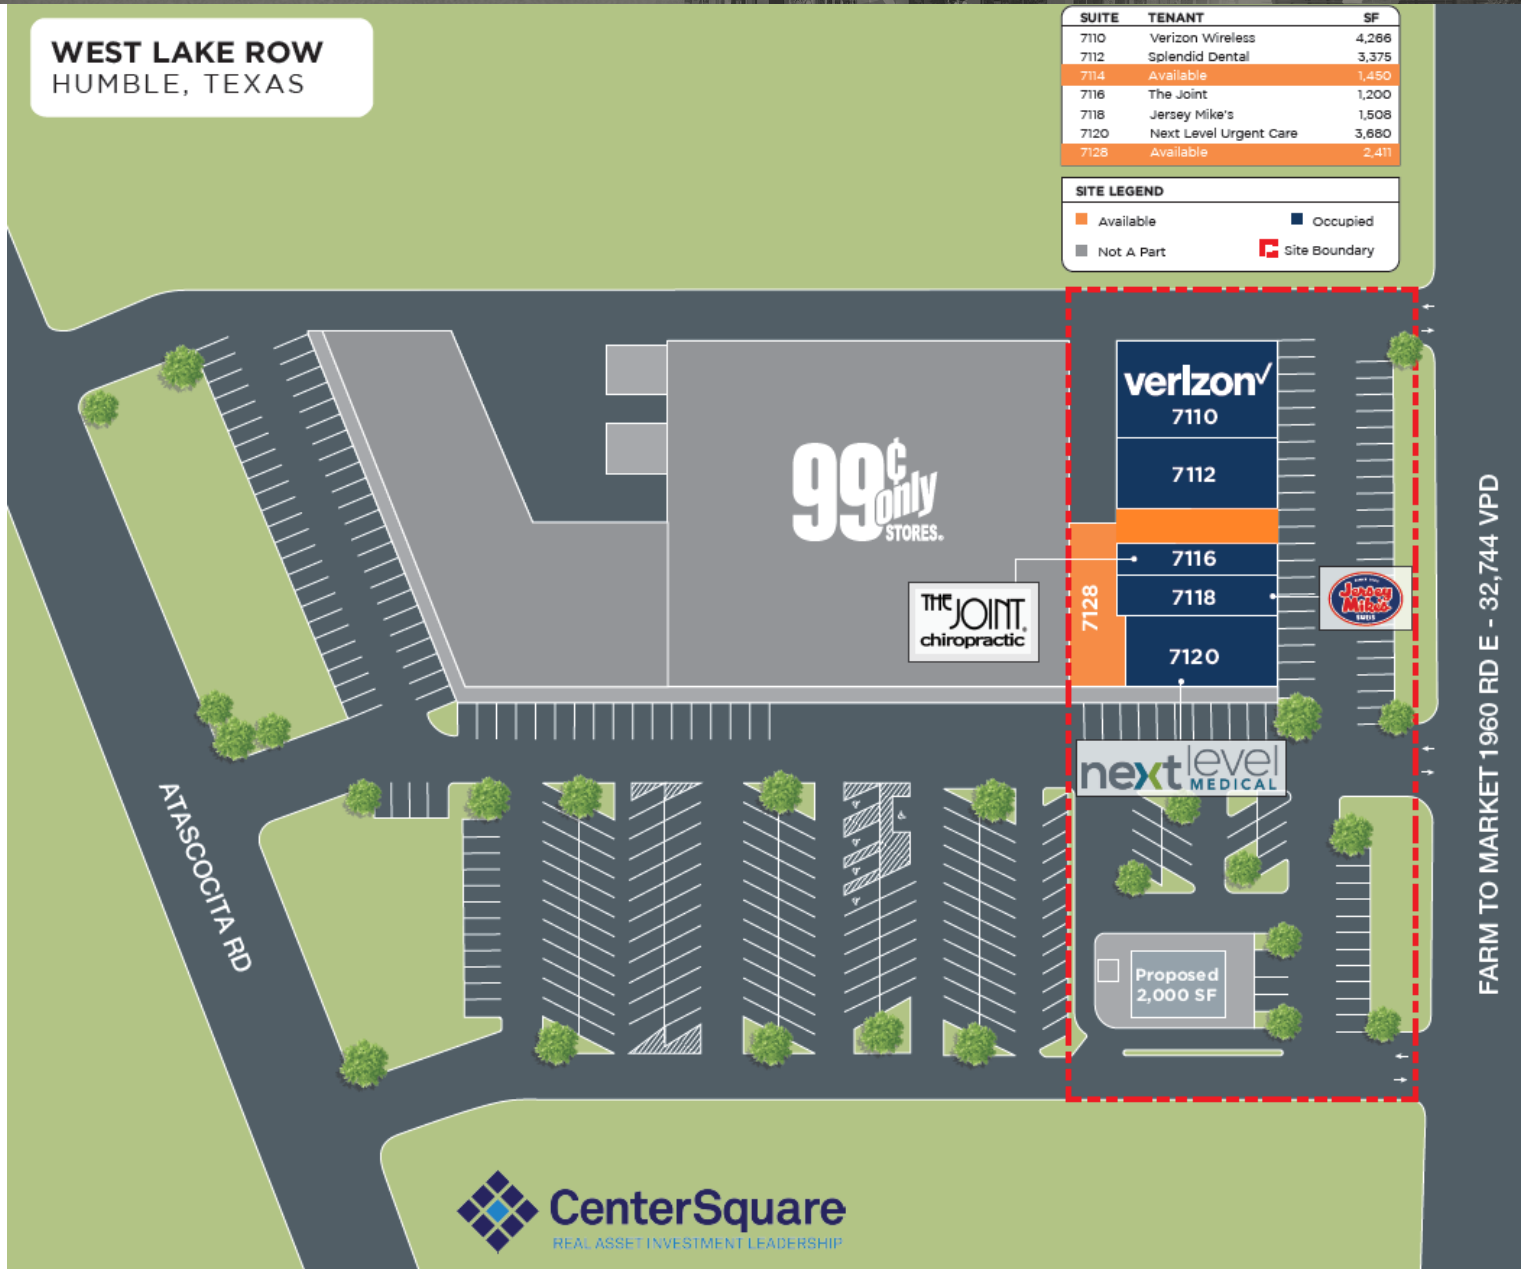 WEST LAKE ROW
HUMBLE, TEXAS
SUITE TENANT SF
7110 Verizon Wireless 4,266
7112 Splendid Dental 3,375
7114 Available 1,450
7116 The Joint 1,200
7118 Jersey Mike's 1,508
7120 Next Level Urgent Care 3,680
7128 Available 2,411
SITE LEGEND
Available Occupied
Not A Part Site Boundary
verizon
7110
7112
99¢ only
STORES.
7116
7118
7120
7128
THE JOINT
chiropractic
Jersey
Mike's
SUBS
next level
MEDICAL
Proposed
2,000 SF
ATASCOCITA RD
FARM TO MARKET 1960 RD E - 32,744 VPD
CenterSquare
REAL ASSET INVESTMENT LEADERSHIP